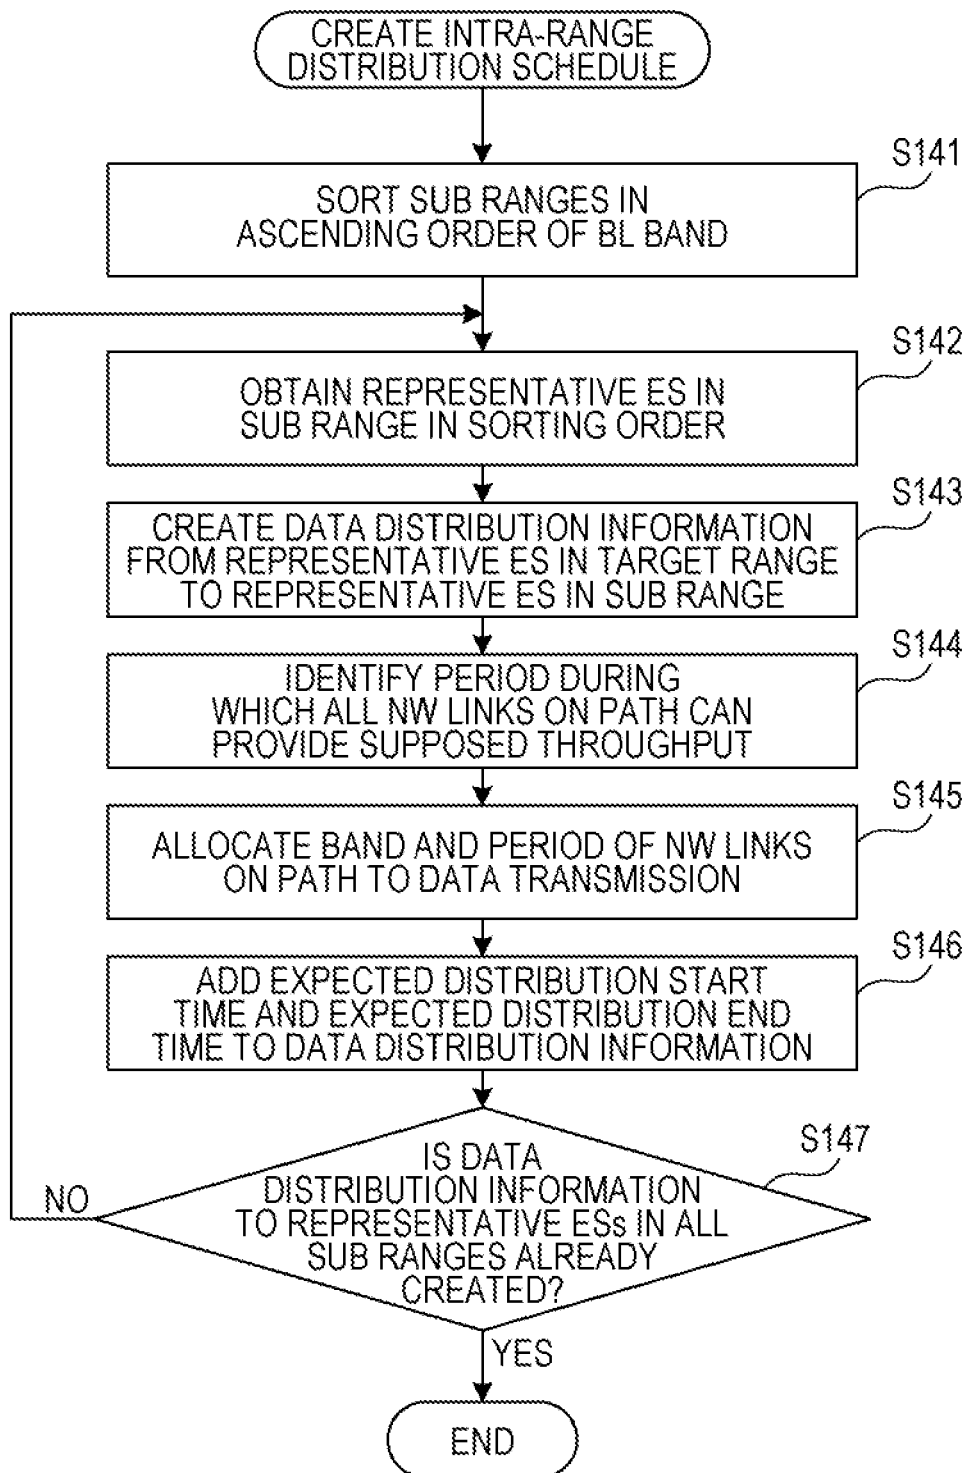 CREATE INTRA-RANGE
DISTRIBUTION SCHEDULE
S141
SORT SUB RANGES IN
ASCENDING ORDER OF BL BAND
S142
OBTAIN REPRESENTATIVE ES IN
SUB RANGE IN SORTING ORDER
S143
CREATE DATA DISTRIBUTION INFORMATION
FROM REPRESENTATIVE ES IN TARGET RANGE
TO REPRESENTATIVE ES IN SUB RANGE
S144
IDENTIFY PERIOD DURING
WHICH ALL NW LINKS ON PATH CAN
PROVIDE SUPPOSED THROUGHPUT
S145
ALLOCATE BAND AND PERIOD OF NW LINKS
ON PATH TO DATA TRANSMISSION
S146
ADD EXPECTED DISTRIBUTION START
TIME AND EXPECTED DISTRIBUTION END
TIME TO DATA DISTRIBUTION INFORMATION
S147
IS DATA
DISTRIBUTION INFORMATION
TO REPRESENTATIVE ESs IN ALL
SUB RANGES ALREADY
CREATED?
NO
YES
END